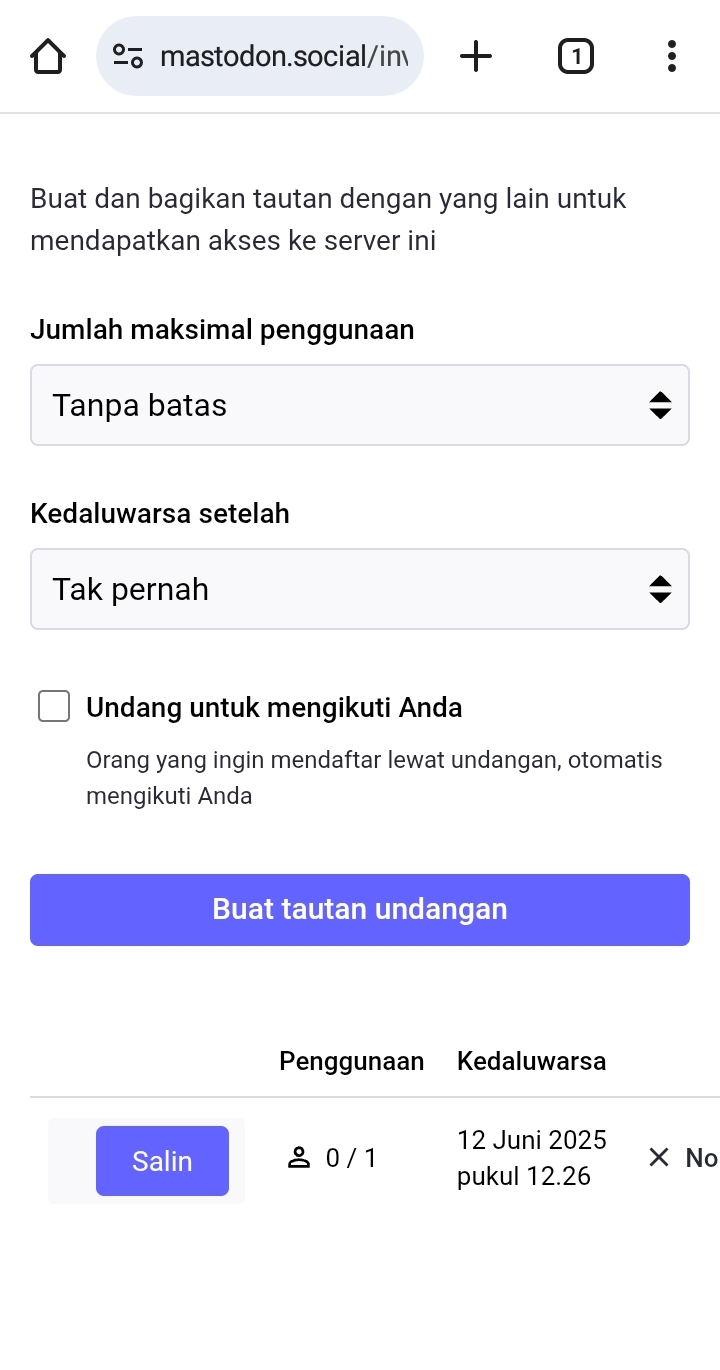 mastodon.social/inv
1
Buat dan bagikan tautan dengan yang lain untuk
mendapatkan akses ke server ini
Jumlah maksimal penggunaan
Tanpa batas
Kedaluwarsa setelah
Tak pernah
Undang untuk mengikuti Anda
Orang yang ingin mendaftar lewat undangan, otomatis
mengikuti Anda
Buat tautan undangan
Penggunaan Kedaluwarsa
Salin 0 / 1 12 Juni 2025 No
pukul 12.26